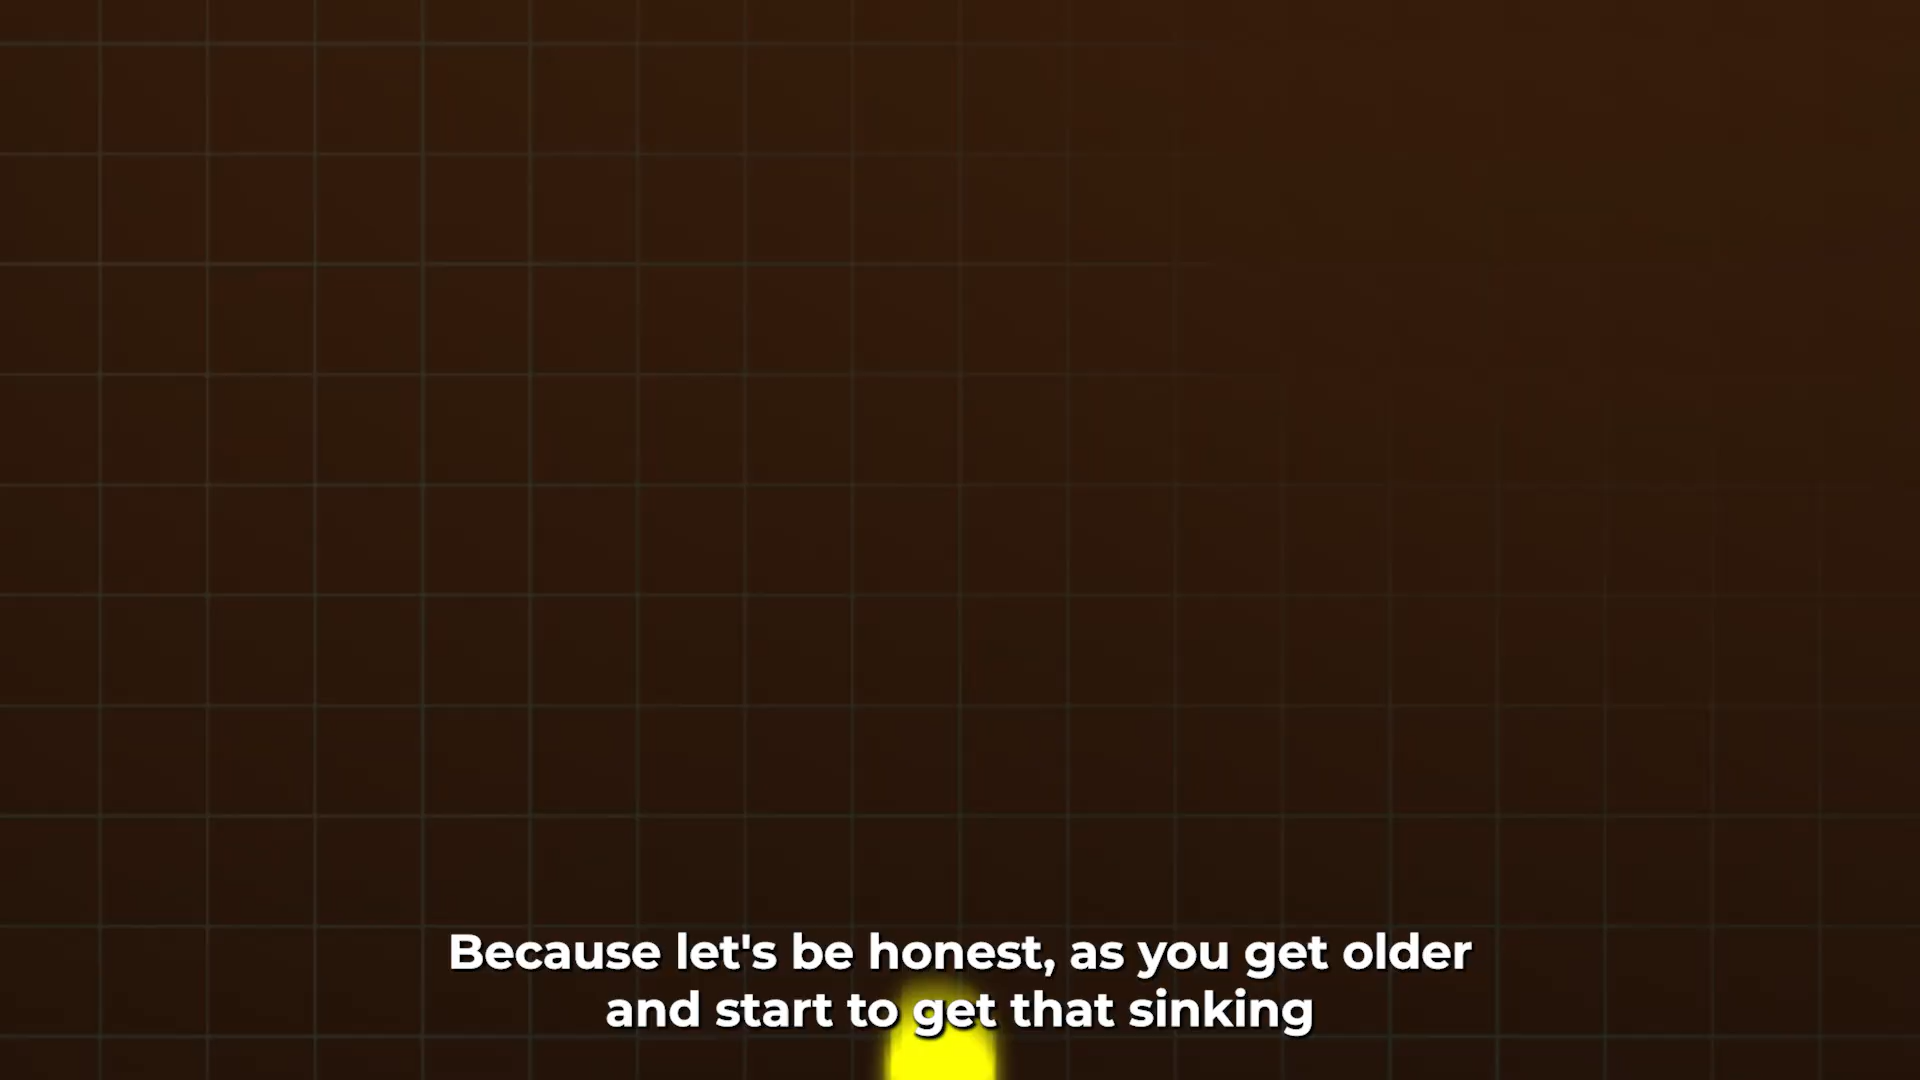 Because let's be honest, as you get older
and start to get that sinking